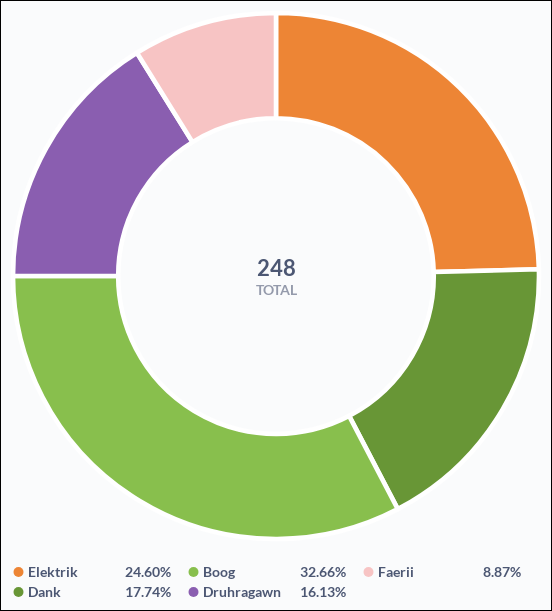 248
TOTAL
Elektrik 24.60% Boog 32.66% Faerii 8.87%
Dank 17.74% Druhragawn 16.13%